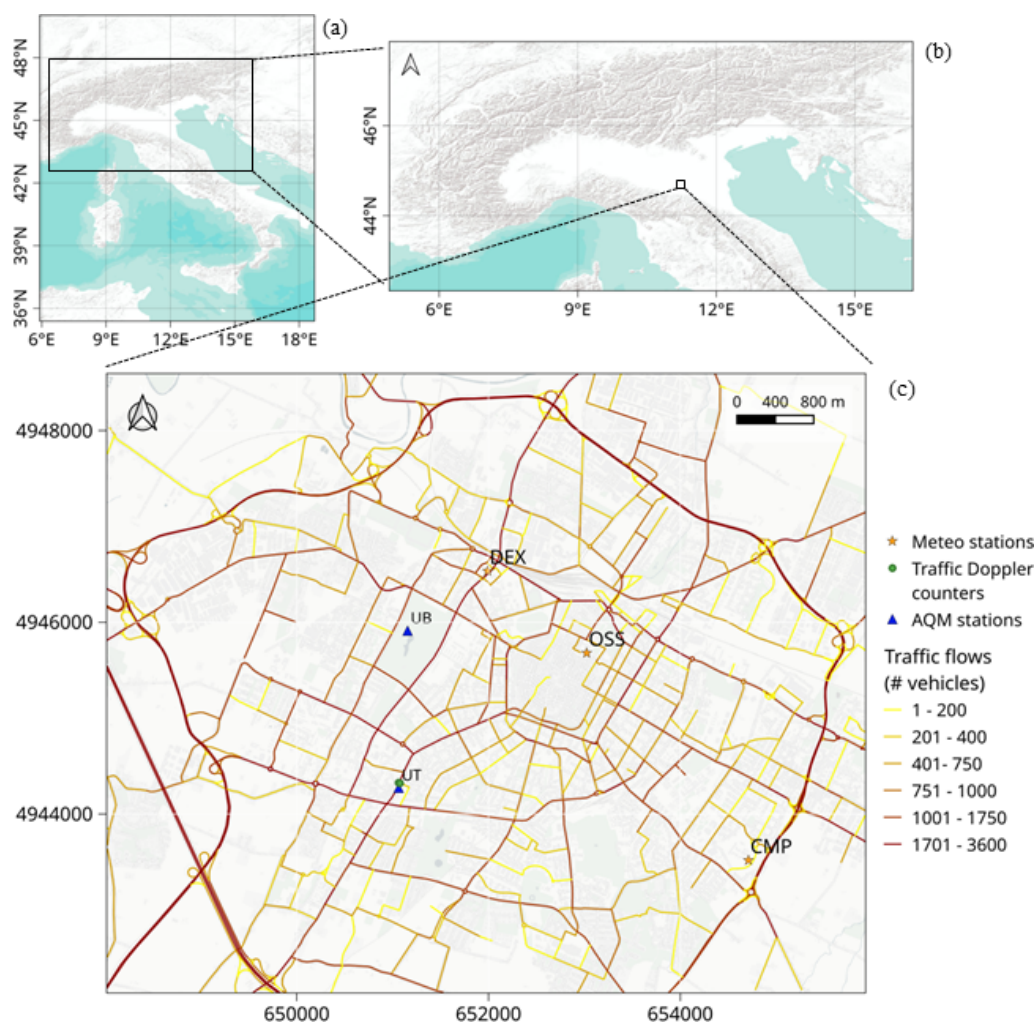 (a)
48°N
45°N
42°N
39°N
36°N
6°E 9°E 12°E 15°E 18°E
(b)
46°N
44°N
6°E 9°E 12°E 15°E
(c)
0 400 800 m
4948000
4946000
4944000
650000 652000 654000
DEX
UB
OSS
UT
CMP
Meteo stations
Traffic Doppler
counters
AQM stations
Traffic flows
(# vehicles)
1 - 200
201 - 400
401- 750
751 - 1000
1001 - 1750
1701 - 3600